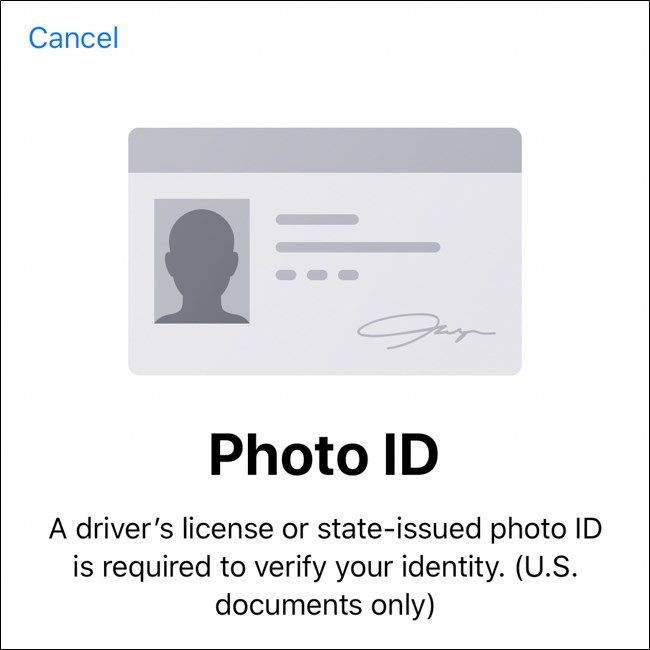 Cancel
Photo ID
A driver’s license or state-issued photo ID
is required to verify your identity. (U.S.
documents only)